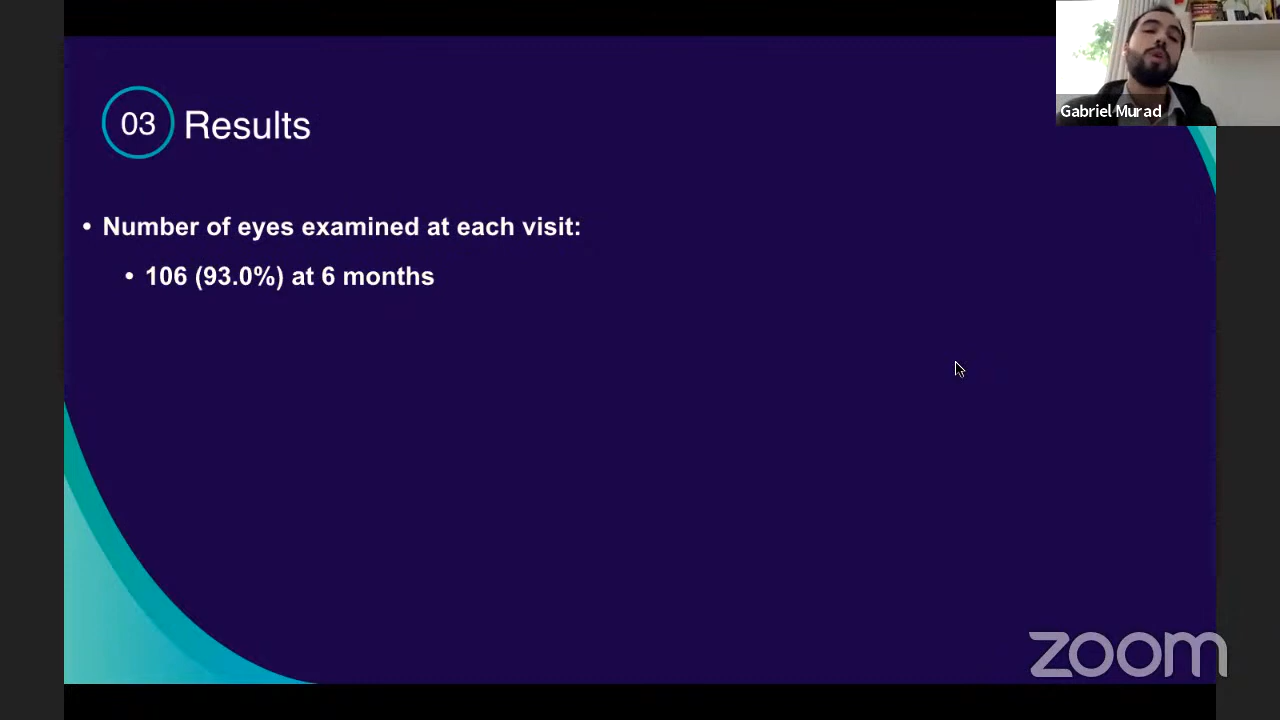 03 Results
• Number of eyes examined at each visit:
• 106 (93.0%) at 6 months
Gabriel Murad
zoom